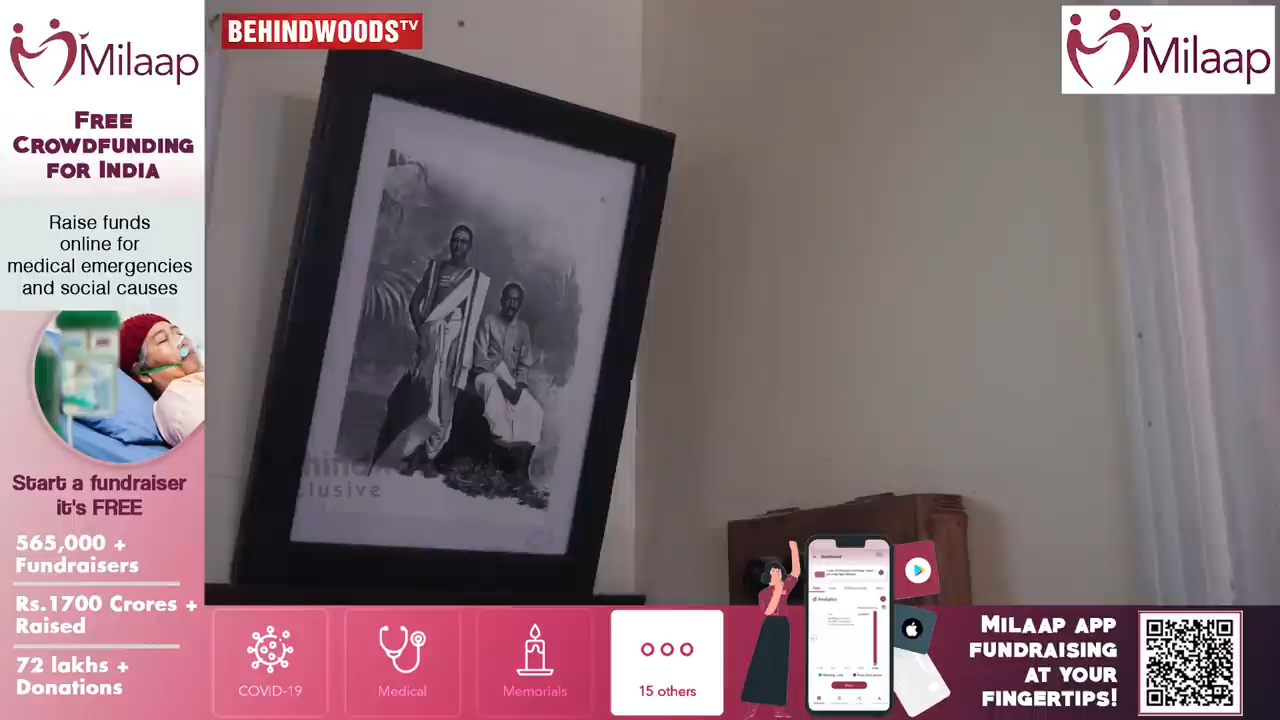 Milaap
FREE
CROWDFUNDING
FOR INDIA
Raise funds
online for
medical emergencies
and social causes
Start a fundraiser
it's FREE
565,000 +
Fundraisers
Rs.1700 Crores +
Raised
72 lakhs +
Donations
BEHINDWOODS TV
Milaap
clusive
COVID-19
Medical
Memorials
15 others
Analytics
MILAAP APP
FUNDRAISING
AT YOUR
FINGERTIPS!